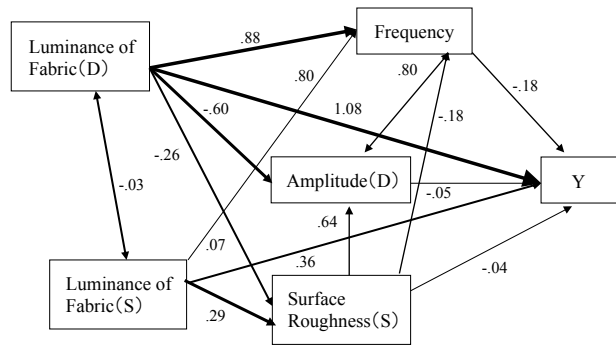 Luminance of
Fabric(D)
.88
Frequency
.80
.80
-.60
1.08
-.18
-.18
-.26
Amplitude(D)
-.05
Y
-.03
.64
.07
.36
-.04
Luminance of
Fabric(S)
.29
Surface
Roughness(S)